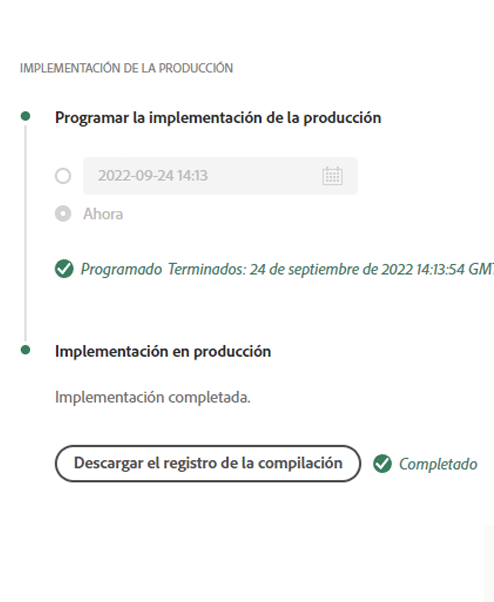 IMPLEMENTACIÓN DE LA PRODUCCIÓN
Programar la implementación de la producción
2022-09-24 14:13
Ahora
Programado Terminados: 24 de septiembre de 2022 14:13:54 GMT
Implementación en producción
Implementación completada.
Descargar el registro de la compilación Completado